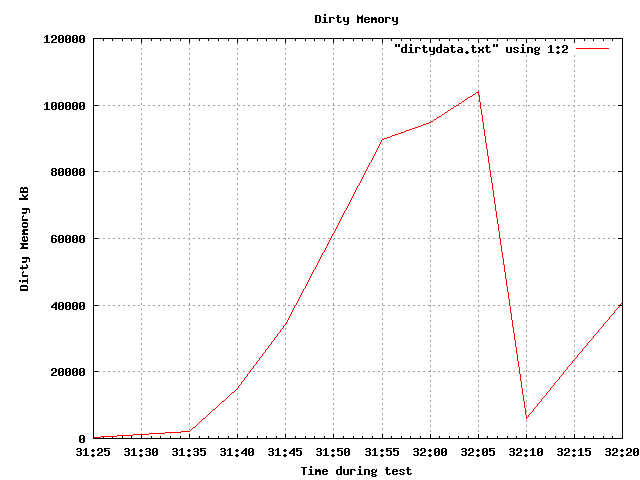 Dirty Memory
"dirtydata.txt" using 1:2
120000
100000
80000
60000
40000
20000
0
Dirty Memory kB
31:25 31:30 31:35 31:40 31:45 31:50 31:55 32:00 32:05 32:10 32:15 32:20
Time during test